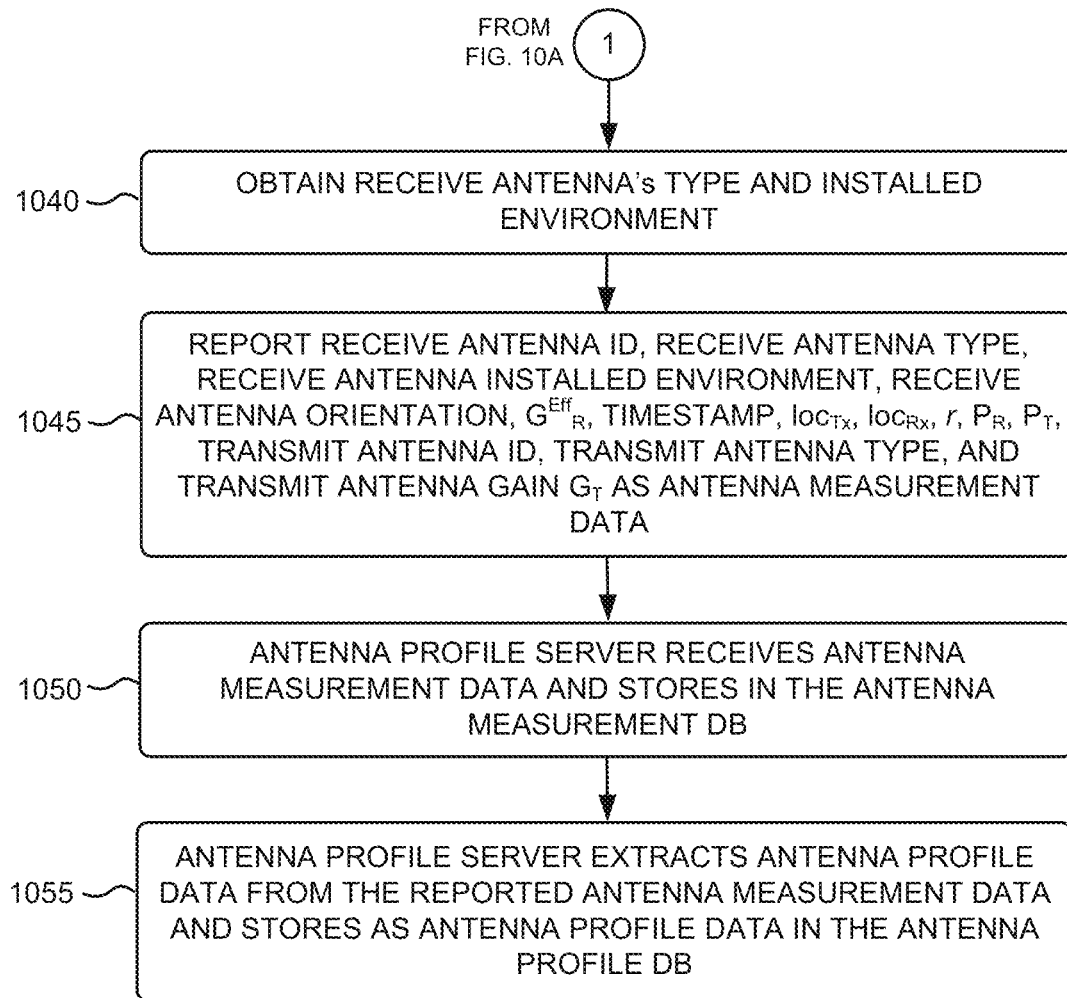 FROM
FIG. 10A
1
1040
OBTAIN RECEIVE ANTENNA's TYPE AND INSTALLED
ENVIRONMENT
1045
REPORT RECEIVE ANTENNA ID, RECEIVE ANTENNA TYPE,
RECEIVE ANTENNA INSTALLED ENVIRONMENT, RECEIVE
ANTENNA ORIENTATION, G^Eff_R, TIMESTAMP, loc_Tx, loc_Rx, r, P_R, P_T,
TRANSMIT ANTENNA ID, TRANSMIT ANTENNA TYPE, AND
TRANSMIT ANTENNA GAIN G_T AS ANTENNA MEASUREMENT
DATA
1050
ANTENNA PROFILE SERVER RECEIVES ANTENNA
MEASUREMENT DATA AND STORES IN THE ANTENNA
MEASUREMENT DB
1055
ANTENNA PROFILE SERVER EXTRACTS ANTENNA PROFILE
DATA FROM THE REPORTED ANTENNA MEASUREMENT DATA
AND STORES AS ANTENNA PROFILE DATA IN THE ANTENNA
PROFILE DB